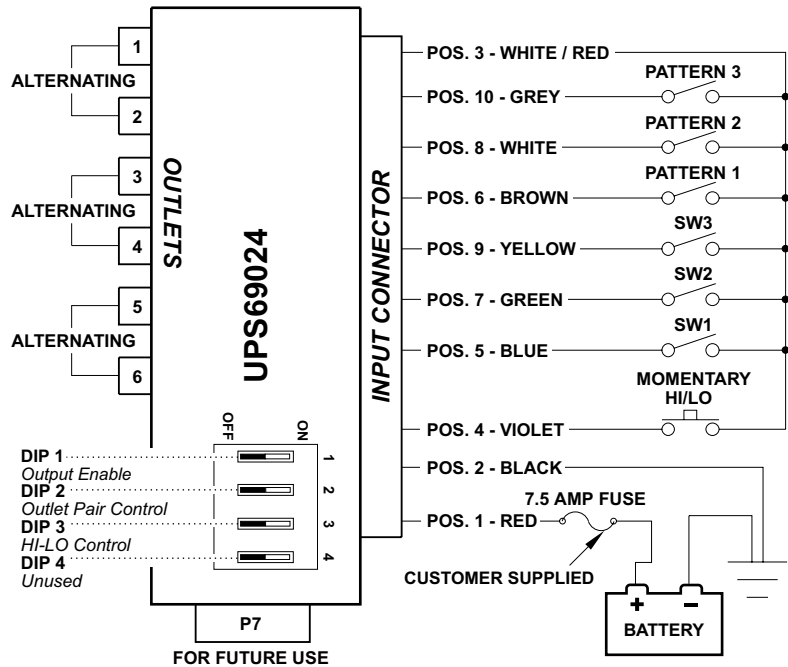 1
ALTERNATING
2
3
ALTERNATING
4
5
ALTERNATING
6
OUTLETS
UPS69024
INPUT CONNECTOR
OFF
ON
1
2
3
4
DIP 1
Output Enable
DIP 2
Outlet Pair Control
DIP 3
HI-LO Control
DIP 4
Unused
P7
FOR FUTURE USE
POS. 3 - WHITE / RED
PATTERN 3
POS. 10 - GREY
PATTERN 2
POS. 8 - WHITE
PATTERN 1
POS. 6 - BROWN
SW3
POS. 9 - YELLOW
SW2
POS. 7 - GREEN
SW1
POS. 5 - BLUE
MOMENTARY
HI/LO
POS. 4 - VIOLET
POS. 2 - BLACK
7.5 AMP FUSE
POS. 1 - RED
CUSTOMER SUPPLIED
+ −
BATTERY